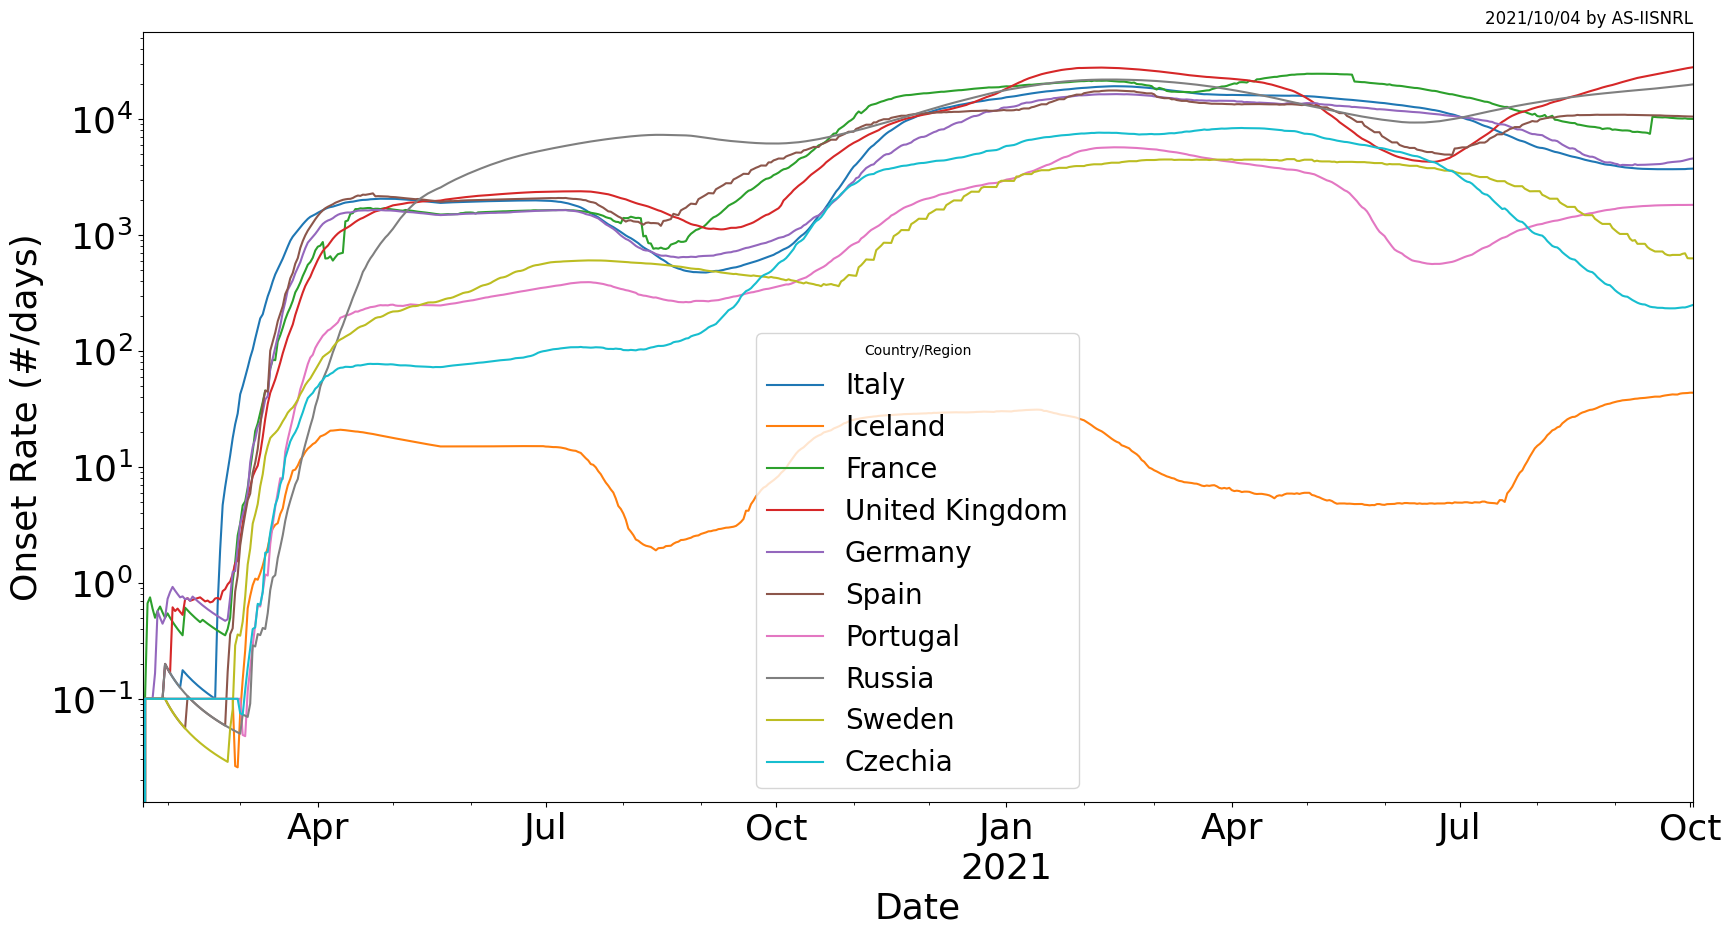 2021/10/04 by AS-IISNRL
Onset Rate (#/days)
10^4
10^3
10^2
10^1
10^0
10^−1
Country/Region
Italy
Iceland
France
United Kingdom
Germany
Spain
Portugal
Russia
Sweden
Czechia
Apr Jul Oct Jan Apr Jul Oct
2021
Date